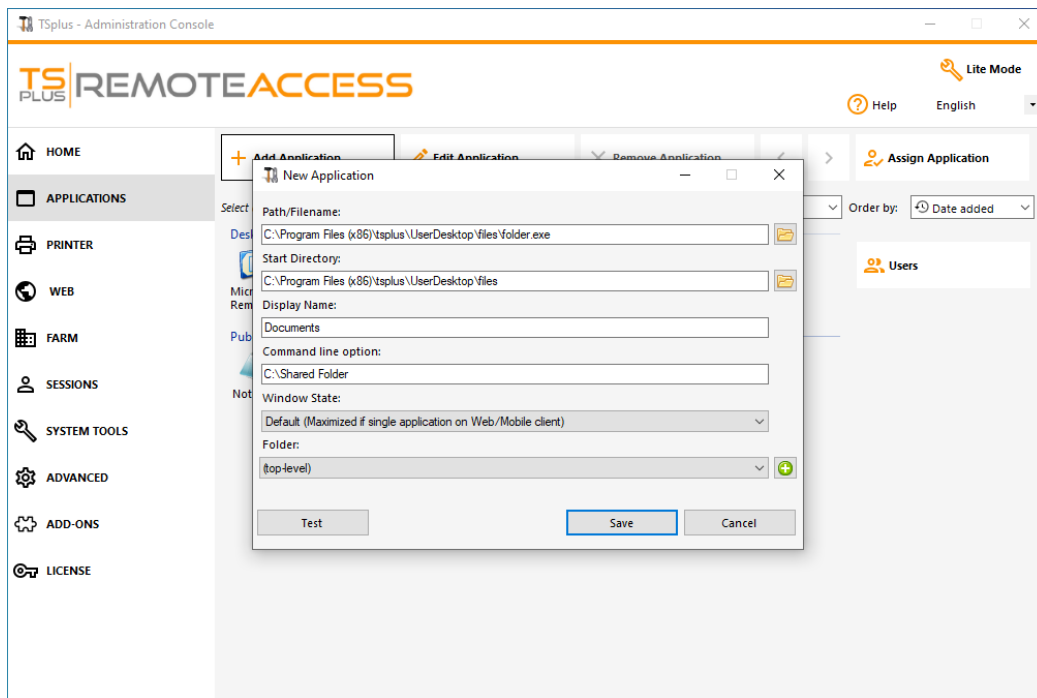 TSplus - Administration Console
TS PLUS REMOTEACCESS
Lite Mode
Help
English
HOME
APPLICATIONS
PRINTER
WEB
FARM
SESSIONS
SYSTEM TOOLS
ADVANCED
ADD-ONS
LICENSE
Add Application
Edit Application
Remove Application
Assign Application
Select
Order by:
Date added
Users
New Application
Path/Filename:
C:\Program Files (x86)\tsplus\UserDesktop\files\folder.exe
Start Directory:
C:\Program Files (x86)\tsplus\UserDesktop\files
Display Name:
Documents
Command line option:
C:\Shared Folder
Window State:
Default (Maximized if single application on Web/Mobile client)
Folder:
(top-level)
Test
Save
Cancel